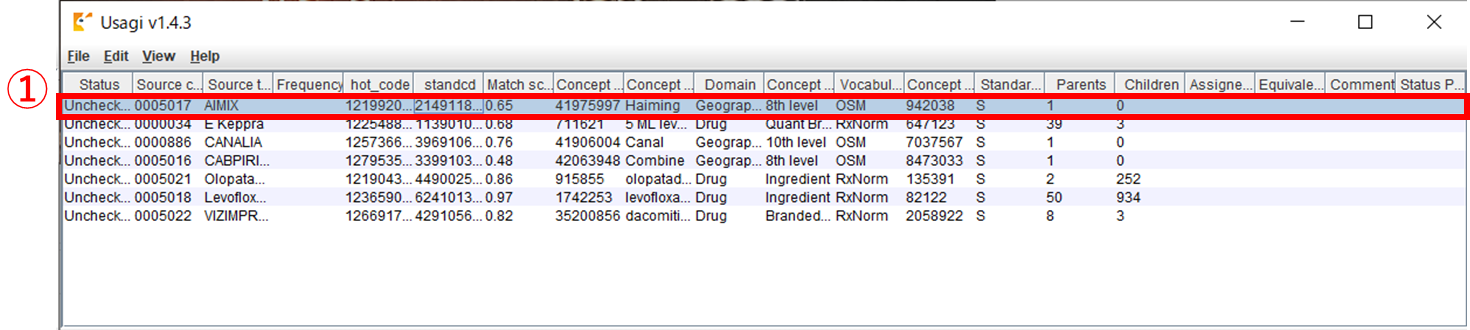 Usagi v1.4.3
File Edit View Help
①
Status Source c... Source t... Frequency hot_code standcd Match sc... Concept ... Concept ... Domain Concept ... Vocabul... Concept ... Standar... Parents Children Assigne... Equivale... Comment Status P...
Uncheck... 0005017 AIMIX 1219920... 2149118... 0.65 41975997 Haiming Geograp... 8th level OSM 942038 S 1 0
Uncheck... 0000034 E Keppra 1225488... 1139010... 0.68 711621 5 ML lev... Drug Quant Br... RxNorm 647123 S 39 3
Uncheck... 0000886 CANALIA 1257366... 3969106... 0.76 41906004 Canal Geograp... 10th level OSM 7037567 S 1 0
Uncheck... 0005016 CABPIRI... 1279535... 3399103... 0.48 42063948 Combine Geograp... 8th level OSM 8473033 S 1 0
Uncheck... 0005021 Olopata... 1219043... 4490025... 0.86 915855 olopatad... Drug Ingredient RxNorm 135391 S 2 252
Uncheck... 0005018 Levoflox... 1236590... 6241013... 0.97 1742253 levofloxa... Drug Ingredient RxNorm 82122 S 50 934
Uncheck... 0005022 VIZIMPR... 1266917... 4291056... 0.82 35200856 dacomiti... Drug Branded... RxNorm 2058922 S 8 3